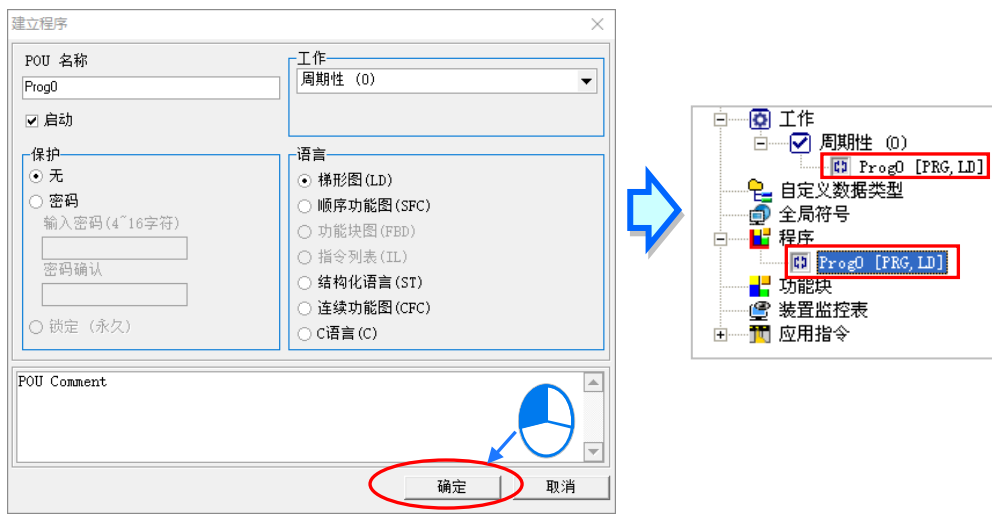 建立程序
POU 名称
Prog0
启动
工作
周期性 (0)
保护
无
密码
输入密码(4~16字符)
密码确认
锁定 (永久)
语言
梯形图(LD)
顺序功能图(SFC)
功能块图(FBD)
指令列表(IL)
结构化语言(ST)
连续功能图(CFC)
C语言(C)
POU Comment
确定
取消
工作
周期性 (0)
Prog0 [PRG,LD]
自定义数据类型
全局符号
程序
Prog0 [PRG,LD]
功能块
装置监控表
应用指令